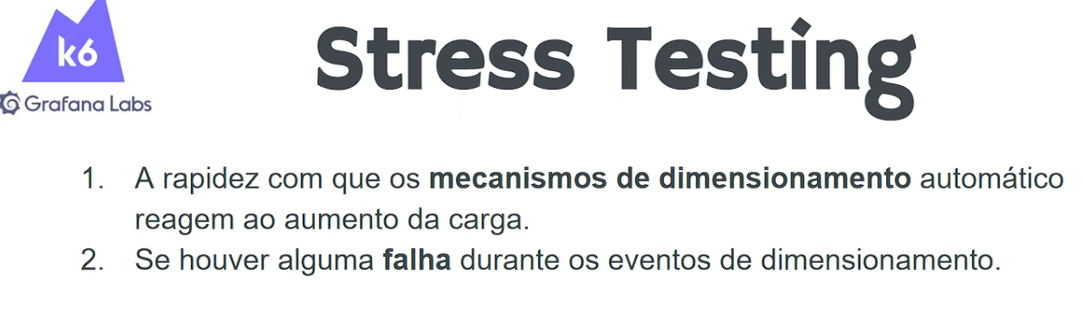 k6
Grafana Labs
Stress Testing
1. A rapidez com que os mecanismos de dimensionamento automático
reagem ao aumento da carga.
2. Se houver alguma falha durante os eventos de dimensionamento.